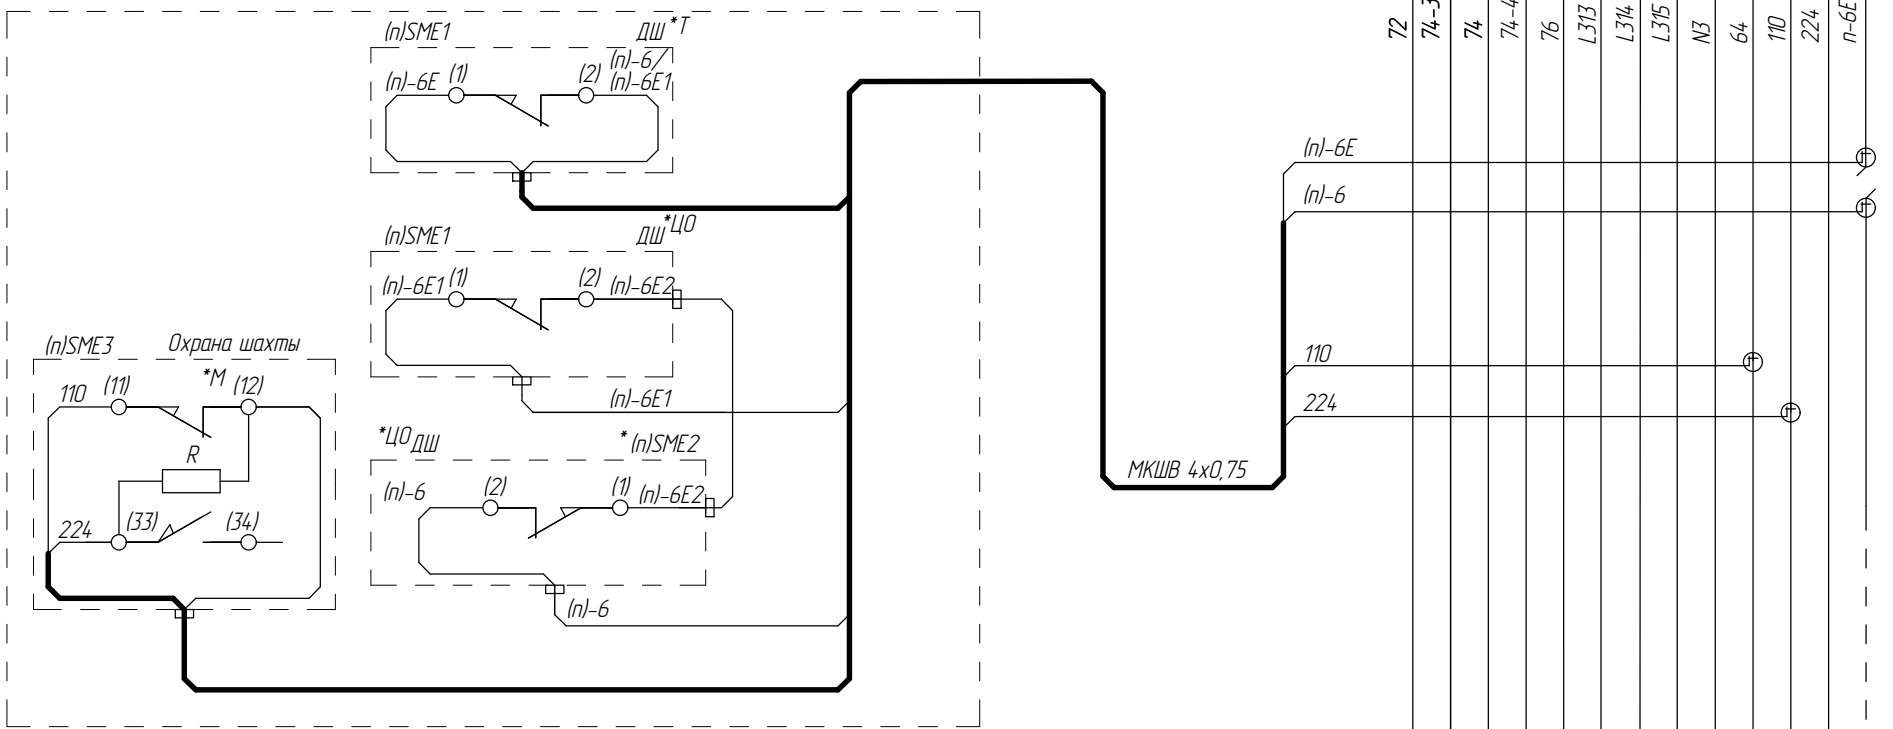 (п)SME1
ДШ*Т
(п)-6Е
(1)
(2)
(п)-6/
(п)-6Е1
(п)SME1
ДШ*ЦО
(п)-6Е1
(1)
(2)
(п)-6Е2
(п)-6Е1
*ЦО ДШ
*(п)SME2
(п)-6
(2)
(1)
(п)-6Е2
(п)-6
(п)SME3
Охрана шахты
*М
110
(11)
(12)
R
224
(33)
(34)
МКШВ 4х0,75
(п)-6Е
(п)-6
110
224
72
74-3
74
74-4
76
L313
L314
L315
N3
64
110
224
п-6Е